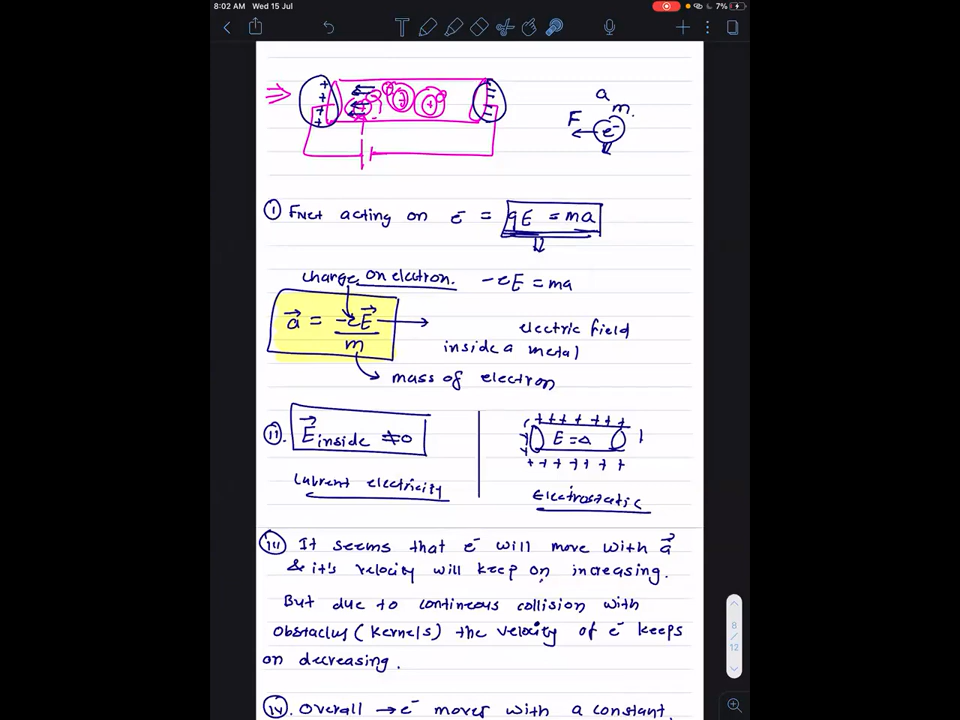 8:02 AM Wed 15 Jul
7%
a
m
F
e⁻
(i) Fnet acting on e⁻ = qE = ma
charge on electron. -eE = ma
a⃗ = -eE⃗ / m
electric field
inside a metal
mass of electron
(ii). E⃗ inside ≠ 0
E = 0
Current electricity
Electrostatic
(iii) It seems that e⁻ will move with a⃗
& it's velocity will keep on increasing.
But due to continuous collision with
obstacles (kernels) the velocity of e⁻ keeps
on decreasing.
(iv). Overall → e⁻ moves with a constant
8
/
12